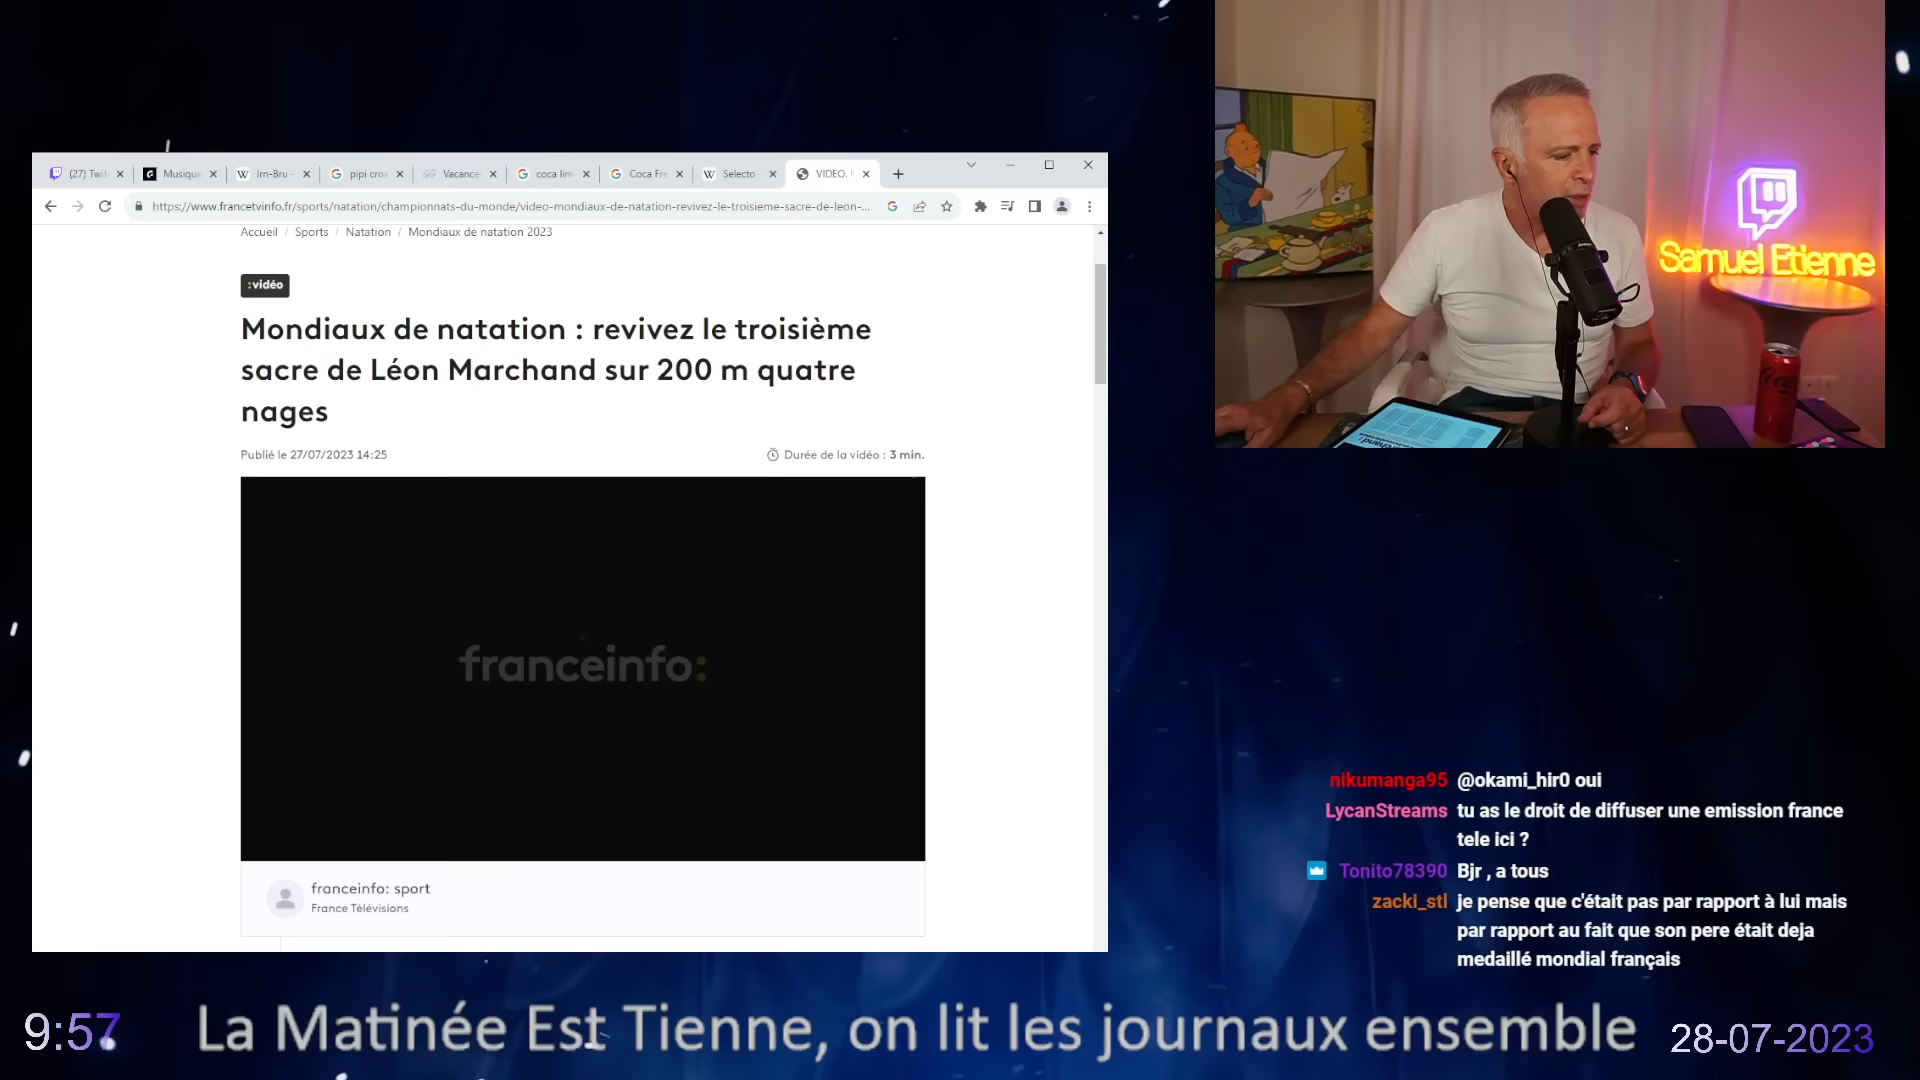 (27) Twit
Musique
Irn-Bru -
pipi croa
Vacance
coca lim
Coca Fre
Selecto -
VIDEO. 
https://www.francetvinfo.fr/sports/natation/championnats-du-monde/video-mondiaux-de-natation-revivez-le-troisieme-sacre-de-leon-...
Accueil / Sports / Natation / Mondiaux de natation 2023
:vidéo
Mondiaux de natation : revivez le troisième
sacre de Léon Marchand sur 200 m quatre
nages
Publié le 27/07/2023 14:25
Durée de la vidéo : 3 min.
franceinfo:
franceinfo: sport
France Télévisions
Samuel Etienne
nikumanga95 @okami_hir0 oui
LycanStreams tu as le droit de diffuser une emission france
tele ici ?
Tonito78390 Bjr , a tous
zacki_stl je pense que c'était pas par rapport à lui mais
par rapport au fait que son pere était deja
medaillé mondial français
9:57
La Matinée Est Tienne, on lit les journaux ensemble
28-07-2023